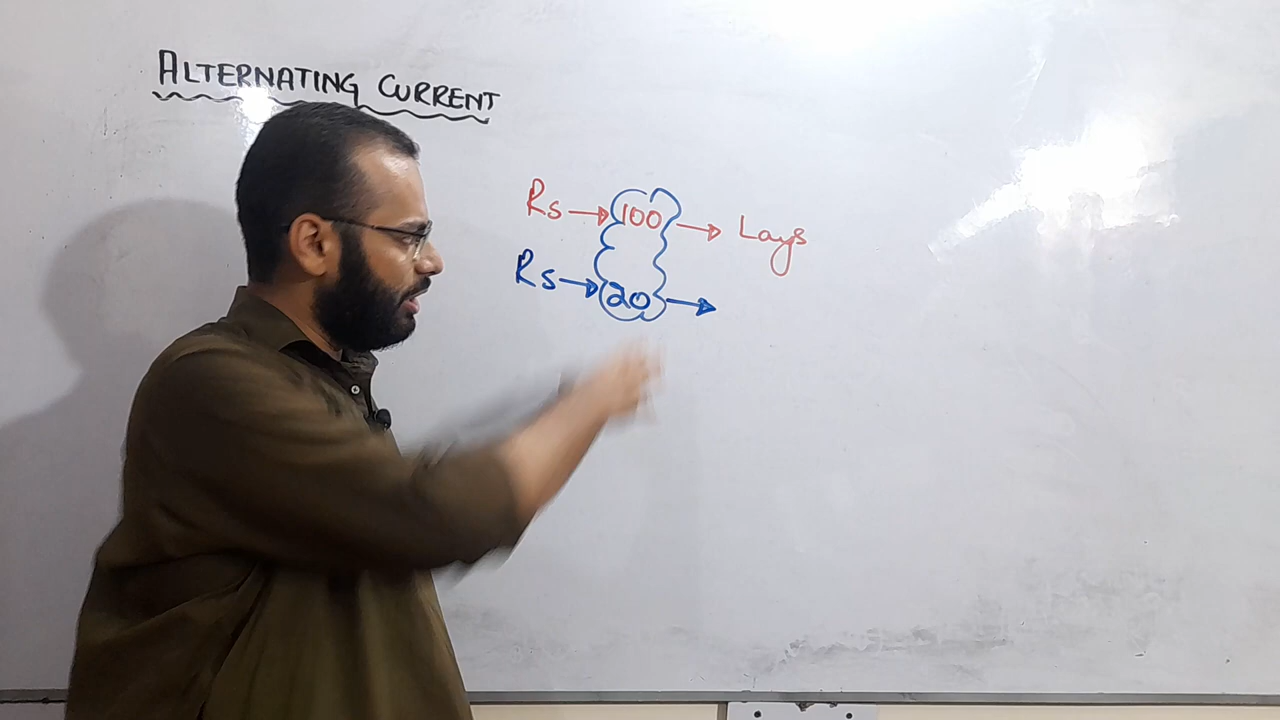 ALTERNATING CURRENT
Rs → 100 → Lays
Rs → 20 →